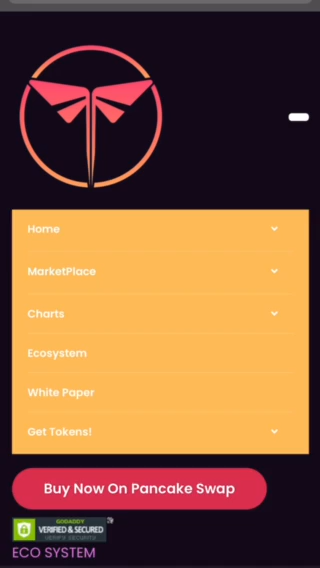 Home
MarketPlace
Charts
Ecosystem
White Paper
Get Tokens!
Buy Now On Pancake Swap
GODADDY
VERIFIED & SECURED
VERIFY SECURITY
ECO SYSTEM